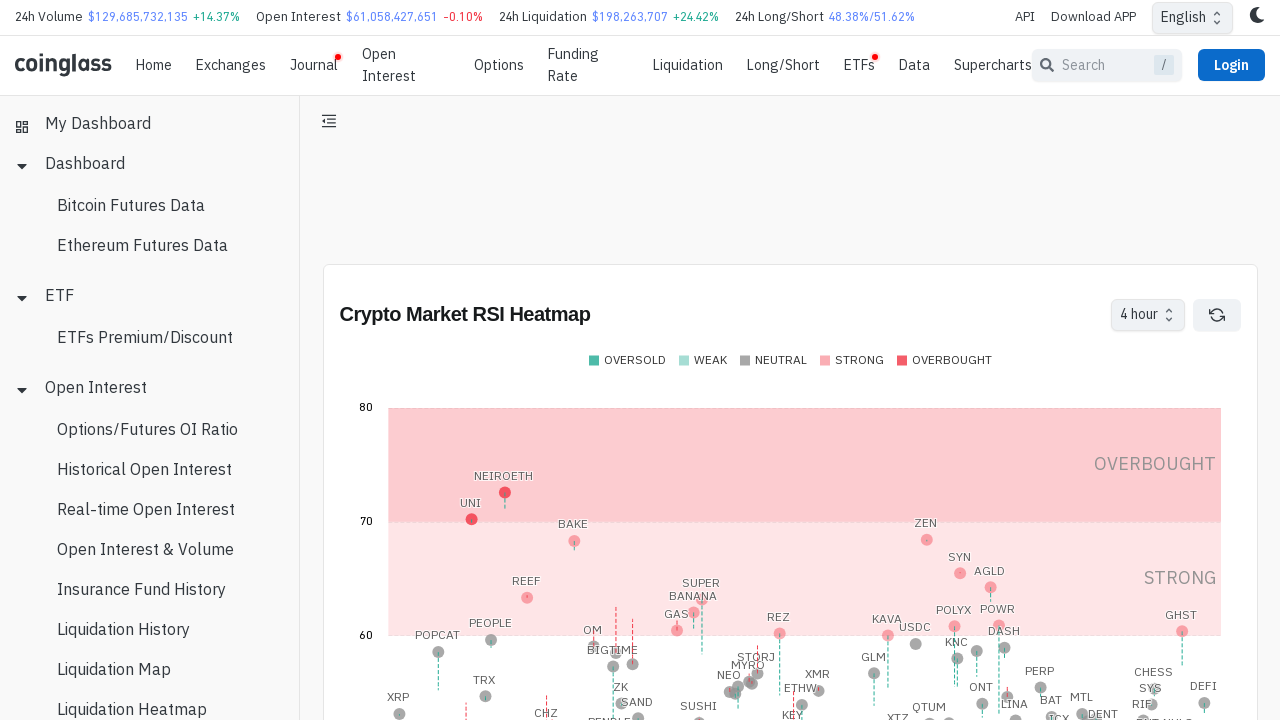 24h Volume $129,685,732,135 +14.37% Open Interest $61,058,427,651 -0.10% 24h Liquidation $198,263,707 +24.42% 24h Long/Short 48.38%/51.62% API Download APP English
coinglass Home Exchanges Journal Open Interest Options Funding Rate Liquidation Long/Short ETFs Data Supercharts Search / Login
My Dashboard
Dashboard
Bitcoin Futures Data
Ethereum Futures Data
ETF
ETFs Premium/Discount
Open Interest
Options/Futures OI Ratio
Historical Open Interest
Real-time Open Interest
Open Interest & Volume
Insurance Fund History
Liquidation History
Liquidation Map
Liquidation Heatmap
Crypto Market RSI Heatmap 4 hour
OVERSOLD WEAK NEUTRAL STRONG OVERBOUGHT
80
OVERBOUGHT
NEIROETH
UNI
70
BAKE ZEN
SYN
AGLD
STRONG
REEF SUPER
BANANA
GAS REZ KAVA POLYX POWR GHST
PEOPLE
POPCAT OM USDC DASH
60
BIGTIME KNC
STORJ GLM
MYRO
NEO XMR PERP CHESS
TRX ZK ETHW ONT SYS DEFI
XRP SAND SUSHI QTUM LINA BAT MTL RIF
CHZ KEY XTZ DENT